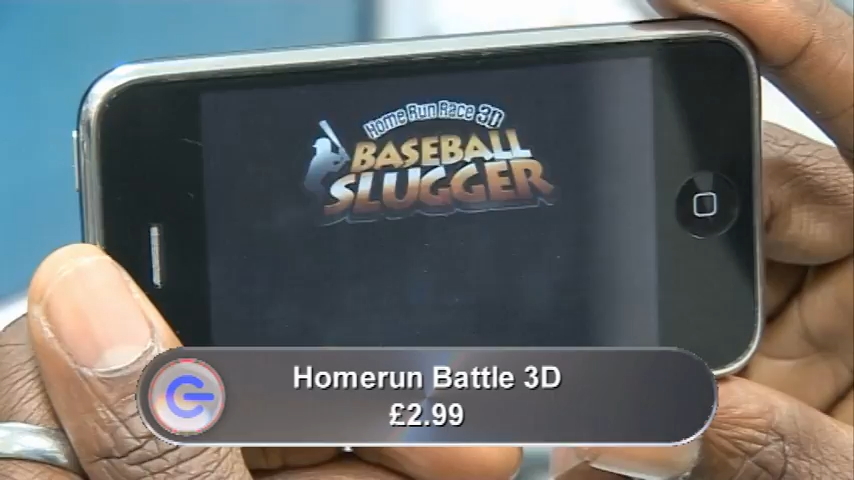 Home Run Race 3D
BASEBALL
SLUGGER
Homerun Battle 3D
£2.99